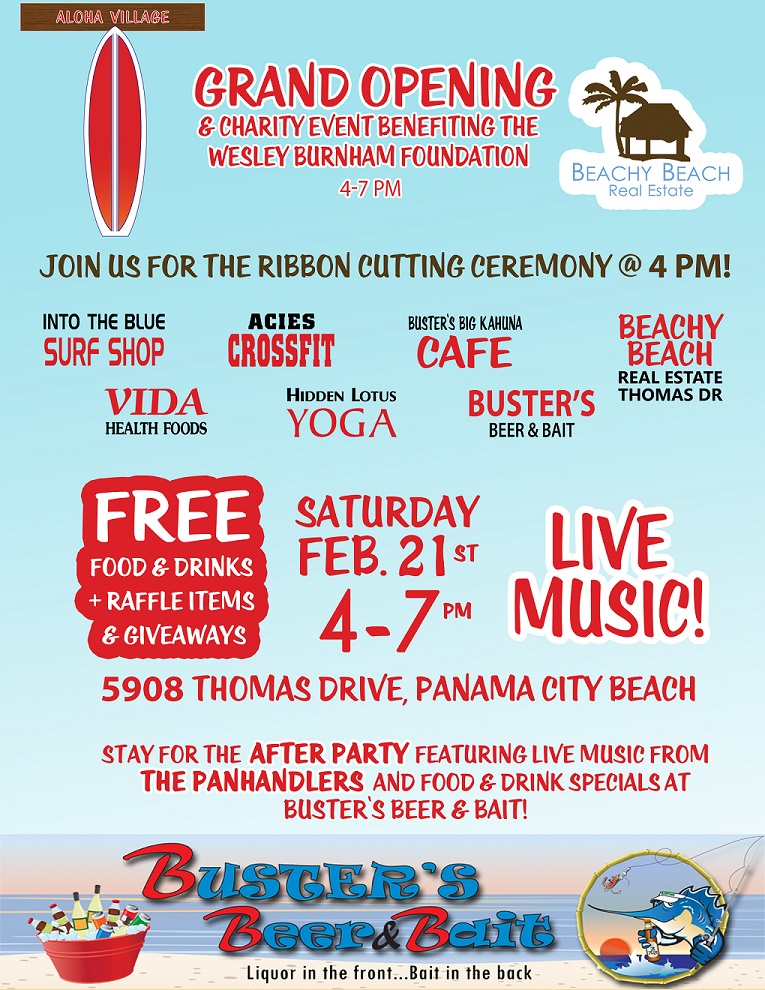 ALOHA VILLAGE
GRAND OPENING
& CHARITY EVENT BENEFITING THE
WESLEY BURNHAM FOUNDATION
4-7 PM
BEACHY BEACH
Real Estate
JOIN US FOR THE RIBBON CUTTING CEREMONY @ 4 PM!
INTO THE BLUE
SURF SHOP
ACIES
CROSSFIT
BUSTER'S BIG KAHUNA
CAFE
BEACHY
BEACH
REAL ESTATE
THOMAS DR
VIDA
HEALTH FOODS
HIDDEN LOTUS
YOGA
BUSTER'S
BEER & BAIT
FREE
FOOD & DRINKS
+ RAFFLE ITEMS
& GIVEAWAYS
SATURDAY
FEB. 21ST
4-7PM
LIVE
MUSIC!
5908 THOMAS DRIVE, PANAMA CITY BEACH
STAY FOR THE AFTER PARTY FEATURING LIVE MUSIC FROM
THE PANHANDLERS AND FOOD & DRINK SPECIALS AT
BUSTER'S BEER & BAIT!
BUSTER'S
Beer & Bait
Liquor in the front...Bait in the back